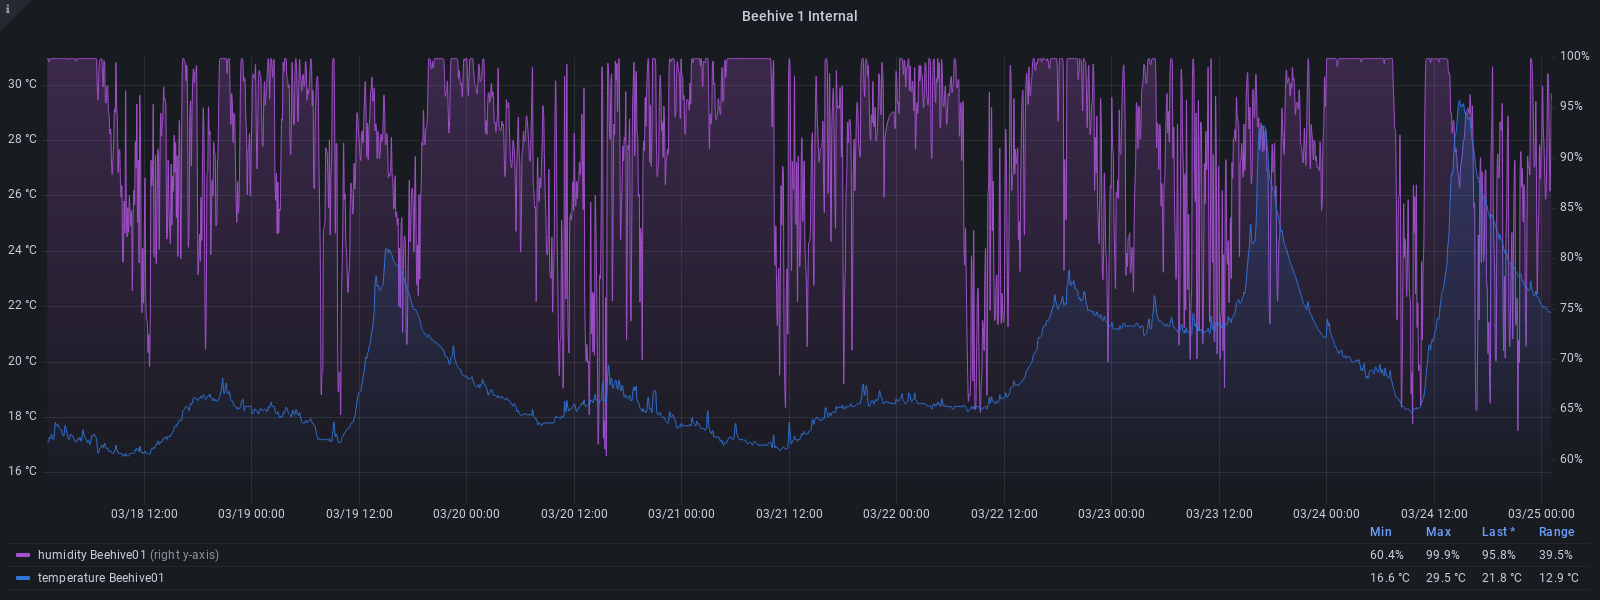 i
Beehive 1 Internal
30 °C
28 °C
26 °C
24 °C
22 °C
20 °C
18 °C
16 °C
100%
95%
90%
85%
80%
75%
70%
65%
60%
03/18 12:00 03/19 00:00 03/19 12:00 03/20 00:00 03/20 12:00 03/21 00:00 03/21 12:00 03/22 00:00 03/22 12:00 03/23 00:00 03/23 12:00 03/24 00:00 03/24 12:00 03/25 00:00
Min Max Last * Range
humidity Beehive01 (right y-axis) 60.4% 99.9% 95.8% 39.5%
temperature Beehive01 16.6 °C 29.5 °C 21.8 °C 12.9 °C